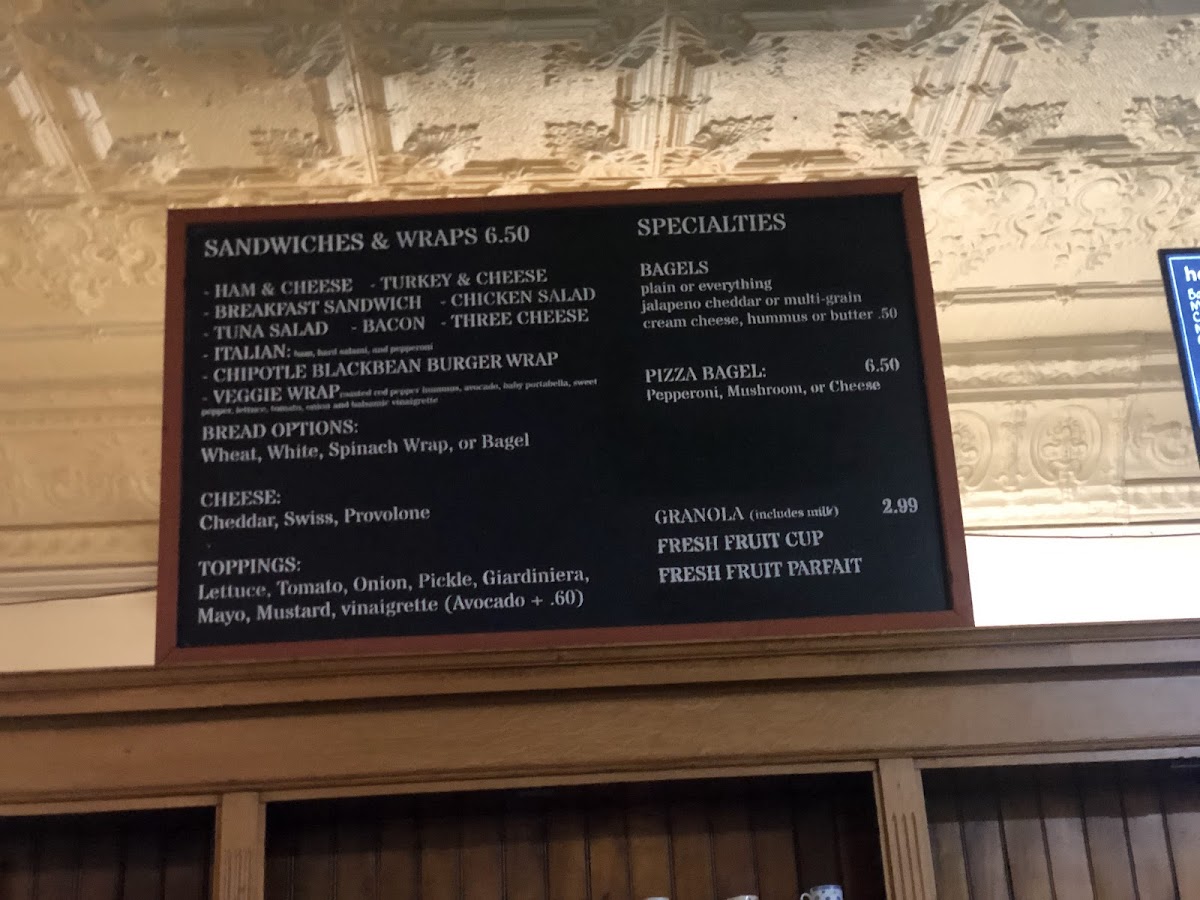 SANDWICHES & WRAPS 6.50
- HAM & CHEESE - TURKEY & CHEESE
- BREAKFAST SANDWICH - CHICKEN SALAD
- TUNA SALAD - BACON - THREE CHEESE
- ITALIAN: ham, hard salami, and pepperoni
- CHIPOTLE BLACKBEAN BURGER WRAP
- VEGGIE WRAP roasted red pepper hummus, avocado, baby portabella, sweet
pepper, lettuce, tomato, onion and balsamic vinaigrette
BREAD OPTIONS:
Wheat, White, Spinach Wrap, or Bagel
CHEESE:
Cheddar, Swiss, Provolone
TOPPINGS:
Lettuce, Tomato, Onion, Pickle, Giardiniera,
Mayo, Mustard, vinaigrette (Avocado + .60)
SPECIALTIES
BAGELS
plain or everything
jalapeno cheddar or multi-grain
cream cheese, hummus or butter .50
PIZZA BAGEL: 6.50
Pepperoni, Mushroom, or Cheese
GRANOLA (includes milk) 2.99
FRESH FRUIT CUP
FRESH FRUIT PARFAIT